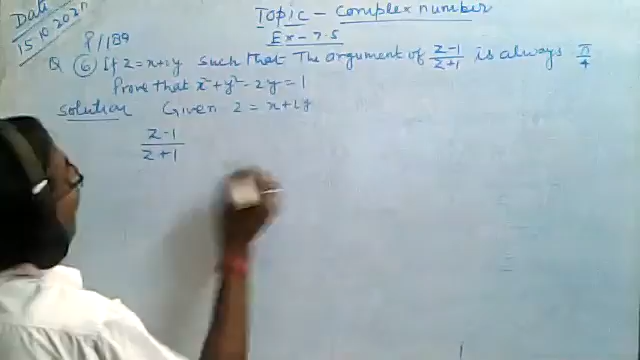 Date
15.10.2021
Topic - Complex number
Ex - 7.5
P/189
Q ⑥ If z = x+iy such that The argument of (z-1)/(z+1) is always π/4
Prove that x²+y²-2y=1
Solution Given z = x+iy
z-1
z+1